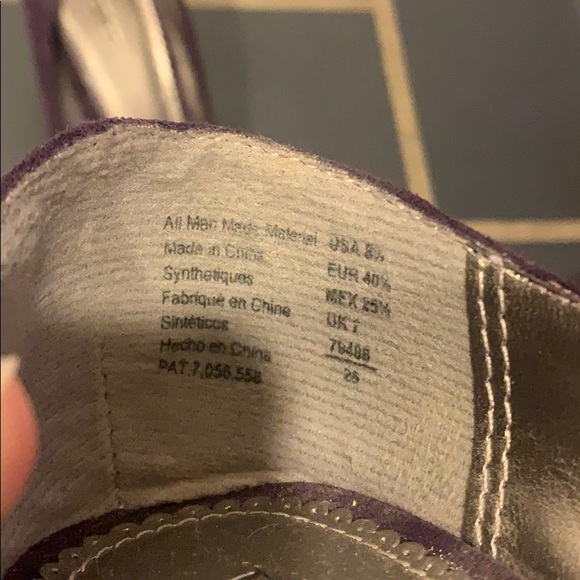 All Man Made Material
Made in China
Synthetiques
Fabriqué en Chine
Sintéticos
Hecho en China
PAT.7,056,558
USA 8½
EUR 40½
MEX 25½
UK 7
26